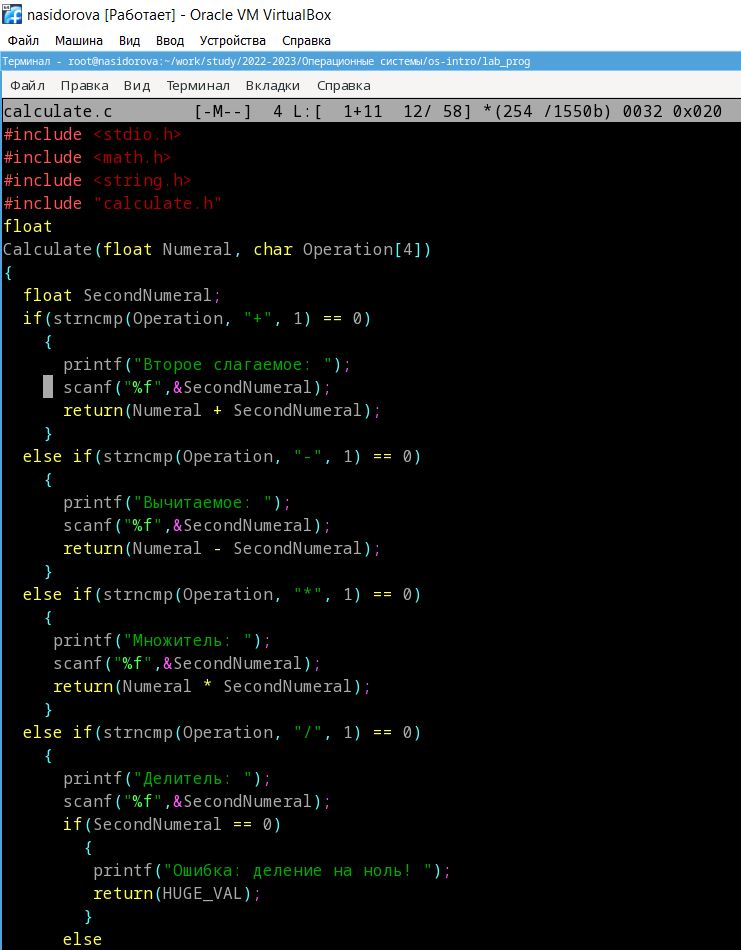 nasidorova [Работает] - Oracle VM VirtualBox
Файл Машина Вид Ввод Устройства Справка
Терминал - root@nasidorova:~/work/study/2022-2023/Операционные системы/os-intro/lab_prog
Файл Правка Вид Терминал Вкладки Справка
calculate.c [-M--] 4 L:[ 1+11 12/ 58] *(254 /1550b) 0032 0x020
#include <stdio.h>
#include <math.h>
#include <string.h>
#include "calculate.h"
float
Calculate(float Numeral, char Operation[4])
{
float SecondNumeral;
if(strncmp(Operation, "+", 1) == 0)
{
printf("Второе слагаемое: ");
scanf("%f",&SecondNumeral);
return(Numeral + SecondNumeral);
}
else if(strncmp(Operation, "-", 1) == 0)
{
printf("Вычитаемое: ");
scanf("%f",&SecondNumeral);
return(Numeral - SecondNumeral);
}
else if(strncmp(Operation, "*", 1) == 0)
{
printf("Множитель: ");
scanf("%f",&SecondNumeral);
return(Numeral * SecondNumeral);
}
else if(strncmp(Operation, "/", 1) == 0)
{
printf("Делитель: ");
scanf("%f",&SecondNumeral);
if(SecondNumeral == 0)
{
printf("Ошибка: деление на ноль! ");
return(HUGE_VAL);
}
else